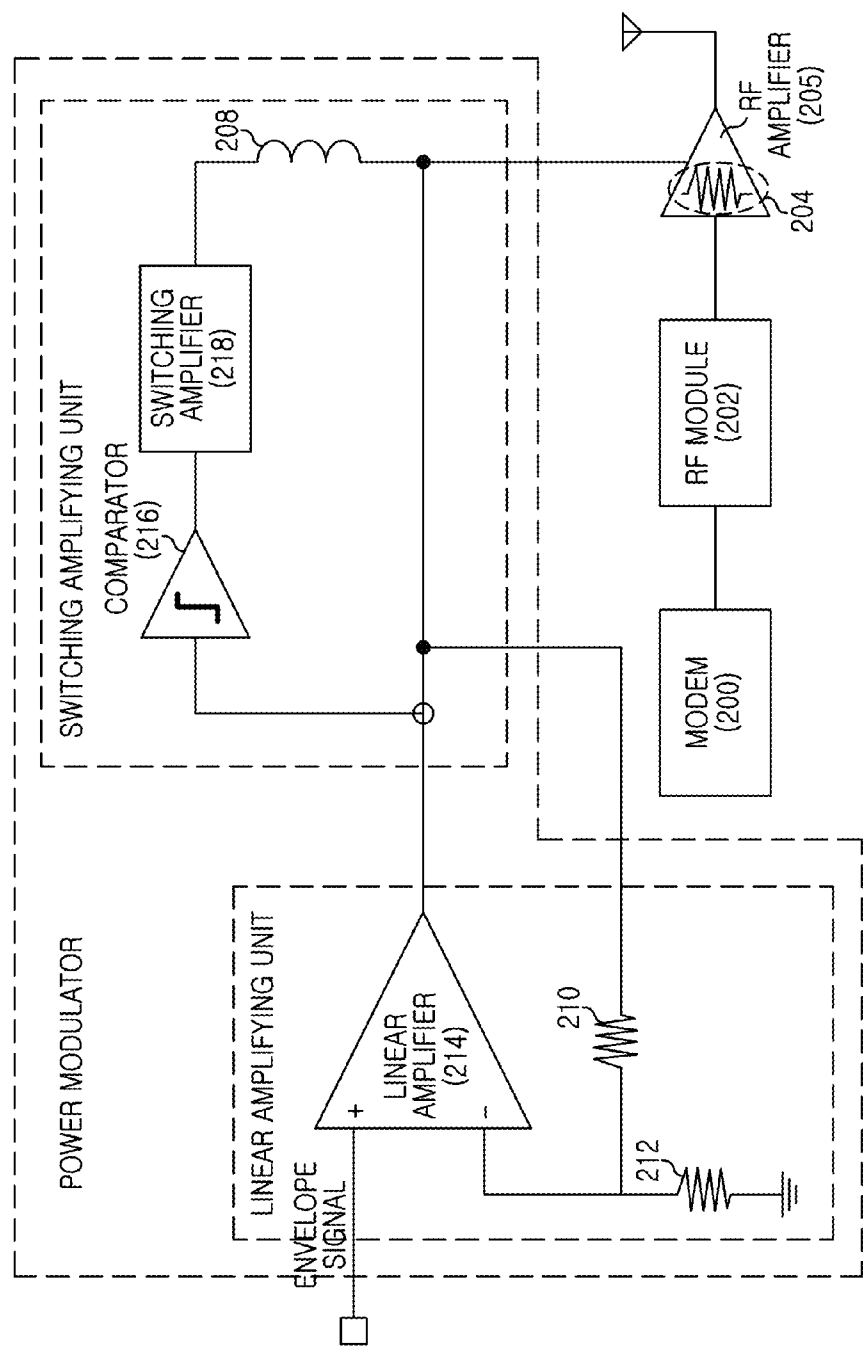 POWER MODULATOR
SWITCHING AMPLIFYING UNIT
COMPARATOR
(216)
SWITCHING
AMPLIFIER
(218)
208
LINEAR AMPLIFYING UNIT
ENVELOPE
SIGNAL
+
−
LINEAR
AMPLIFIER
(214)
210
212
MODEM
(200)
RF MODULE
(202)
204
RF
AMPLIFIER
(205)